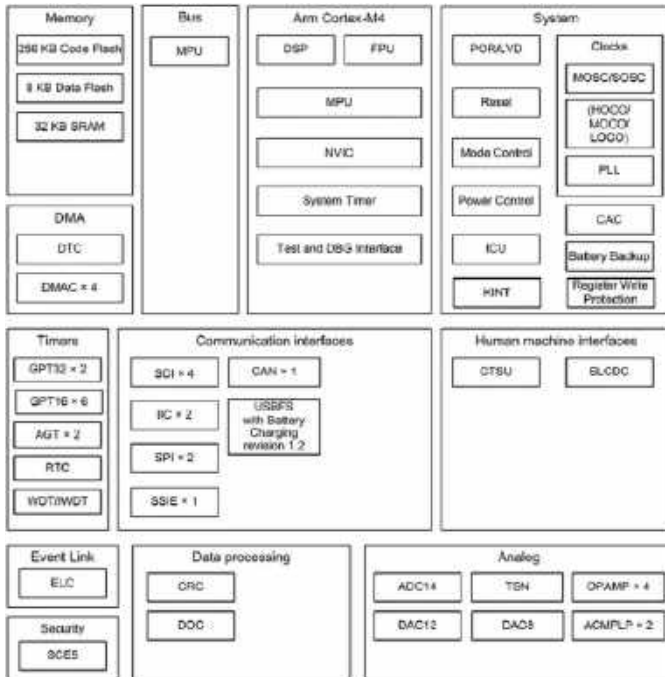 Memory
256 KB Code Flash
8 KB Data Flash
32 KB SRAM
DMA
DTC
DMAC × 4
Bus
MPU
Arm Cortex-M4
DSP
FPU
MPU
NVIC
System Timer
Test and DBG Interface
System
POR/LVD
Reset
Mode Control
Power Control
ICU
KINT
Clocks
MOSC/SOSC
(HOCO/
MOCO/
LOCO)
PLL
CAC
Battery Backup
Register Write
Protection
Timers
GPT32 × 2
GPT16 × 6
AGT × 2
RTC
WDT/IWDT
Communication interfaces
SCI × 4
IIC × 2
SPI × 2
SSIE × 1
CAN × 1
USBFS
with Battery
Charging
revision 1.2
Human machine interfaces
CTSU
SLCDC
Event Link
ELC
Security
SCE5
Data processing
CRC
DOC
Analog
ADC14
TSN
OPAMP × 4
DAC12
DAC8
ACMPLP × 2